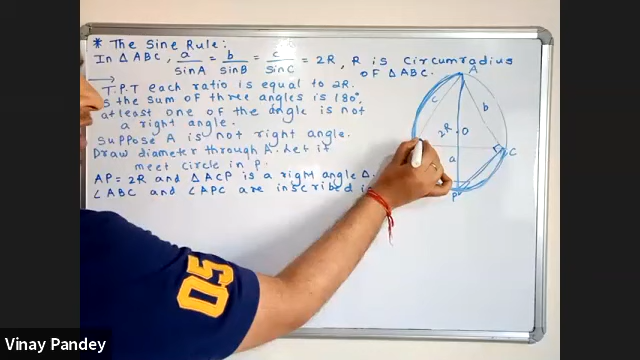 * The Sine Rule:
In △ABC, a/sinA = b/sinB = c/sinC = 2R, R is circumradius
OF △ABC.
T.P.T each ratio is equal to 2R.
As the sum of three angles is 180°
atleast one of the angle is not
a right angle.
Suppose A is not right angle.
Draw diameter through A. Let it
meet circle in P.
AP = 2R and △ACP is a right angle △.
∠ABC and ∠APC are inscribed i
A
c
b
2R
O
a
C
P
05
Vinay Pandey